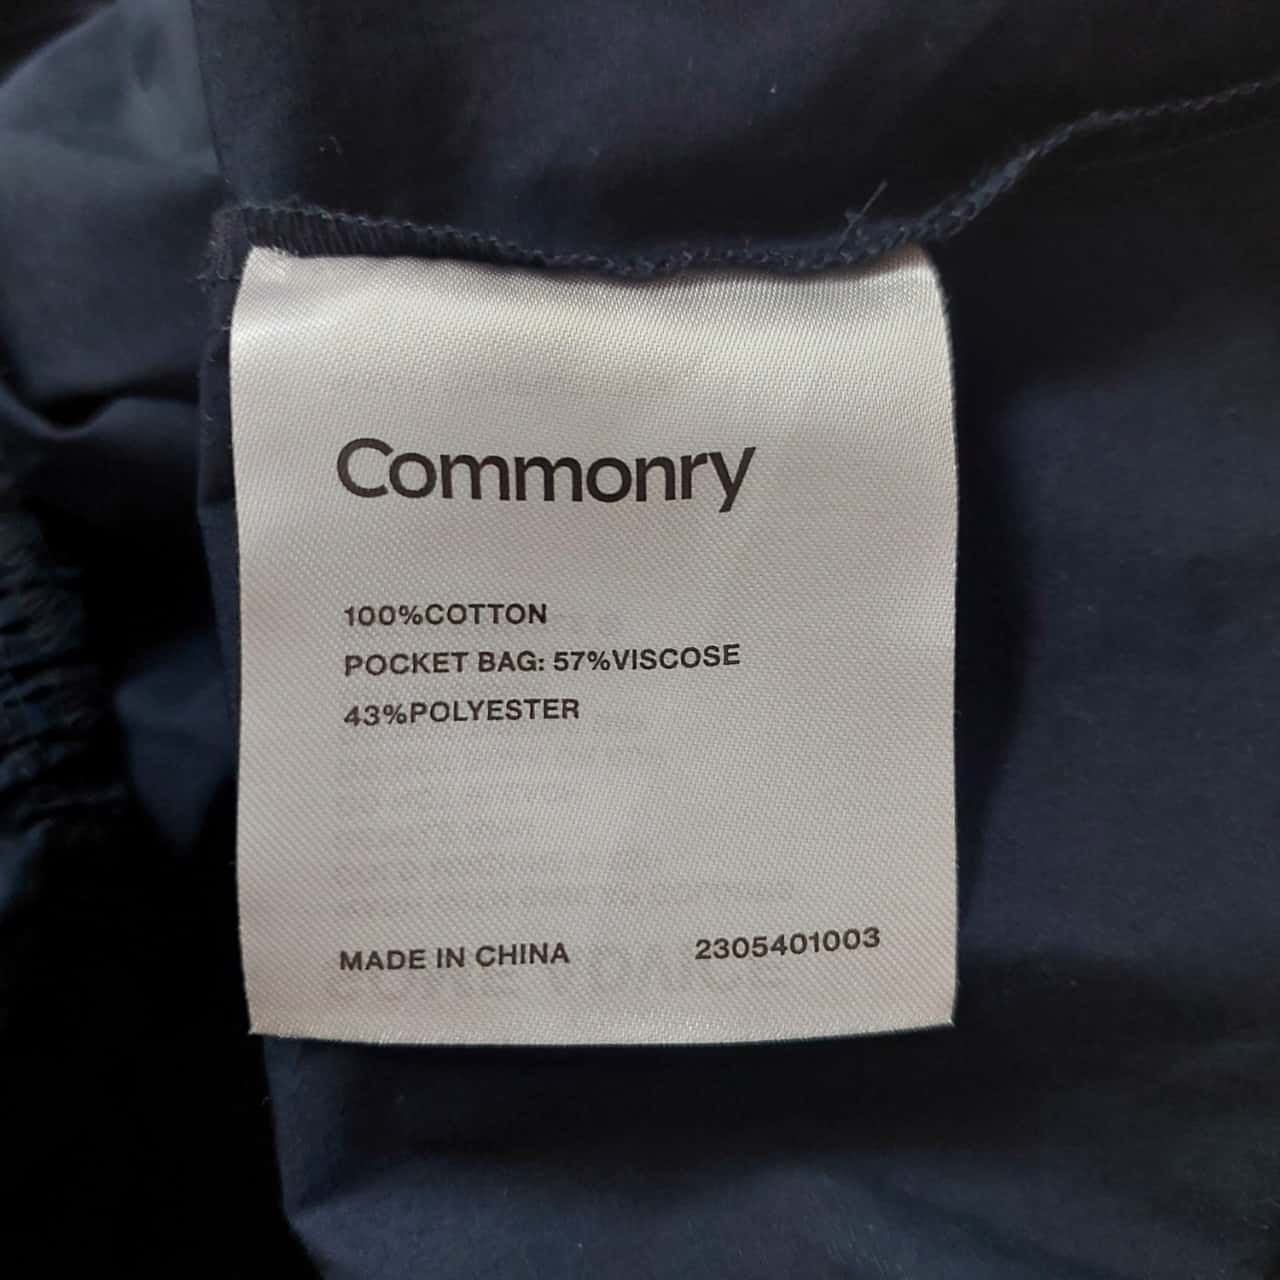 Commonry
100%COTTON
POCKET BAG: 57%VISCOSE
43%POLYESTER
MADE IN CHINA 2305401003